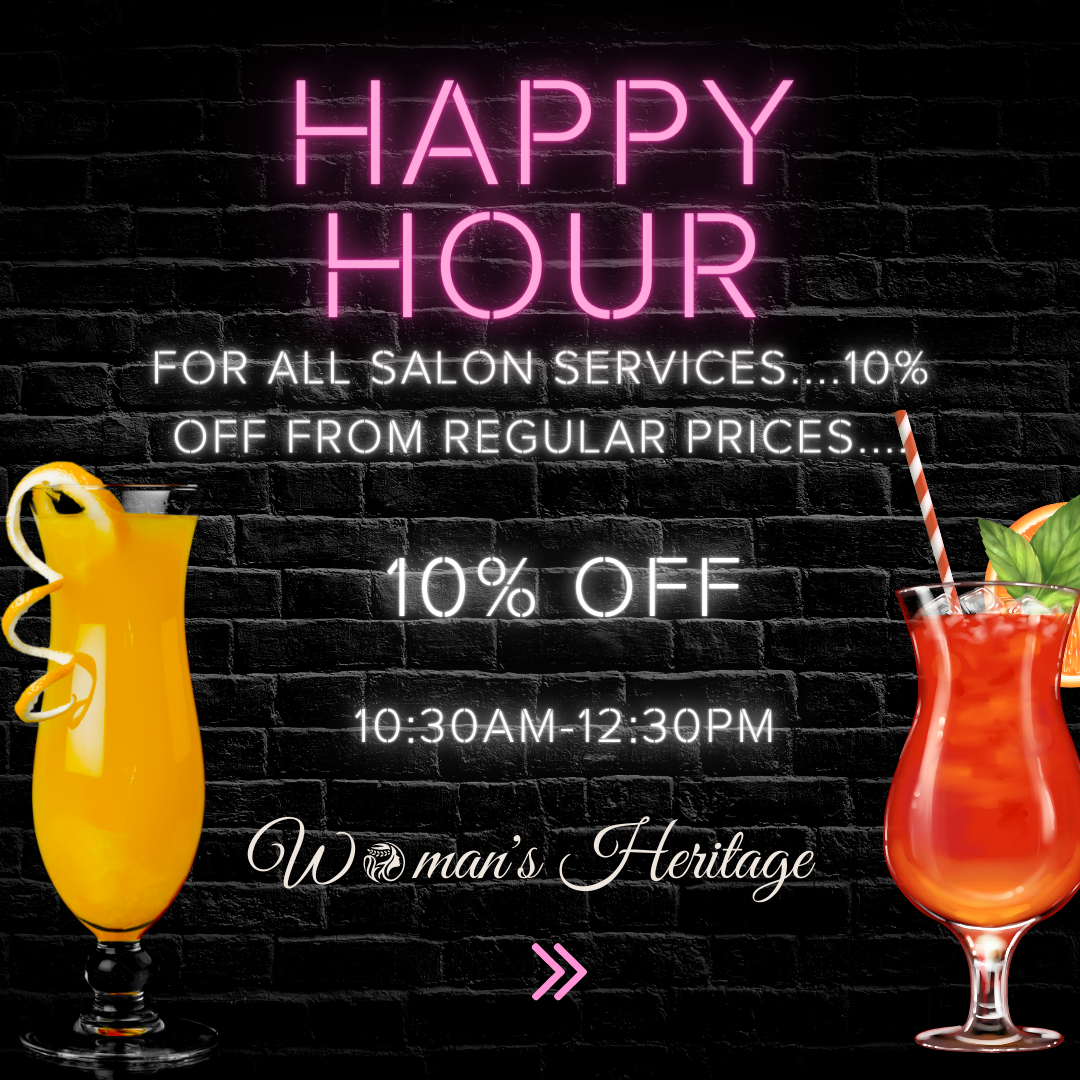 HAPPY
HOUR
FOR ALL SALON SERVICES....10%
OFF FROM REGULAR PRICES....
10% OFF
10:30AM-12:30PM
Woman's Heritage